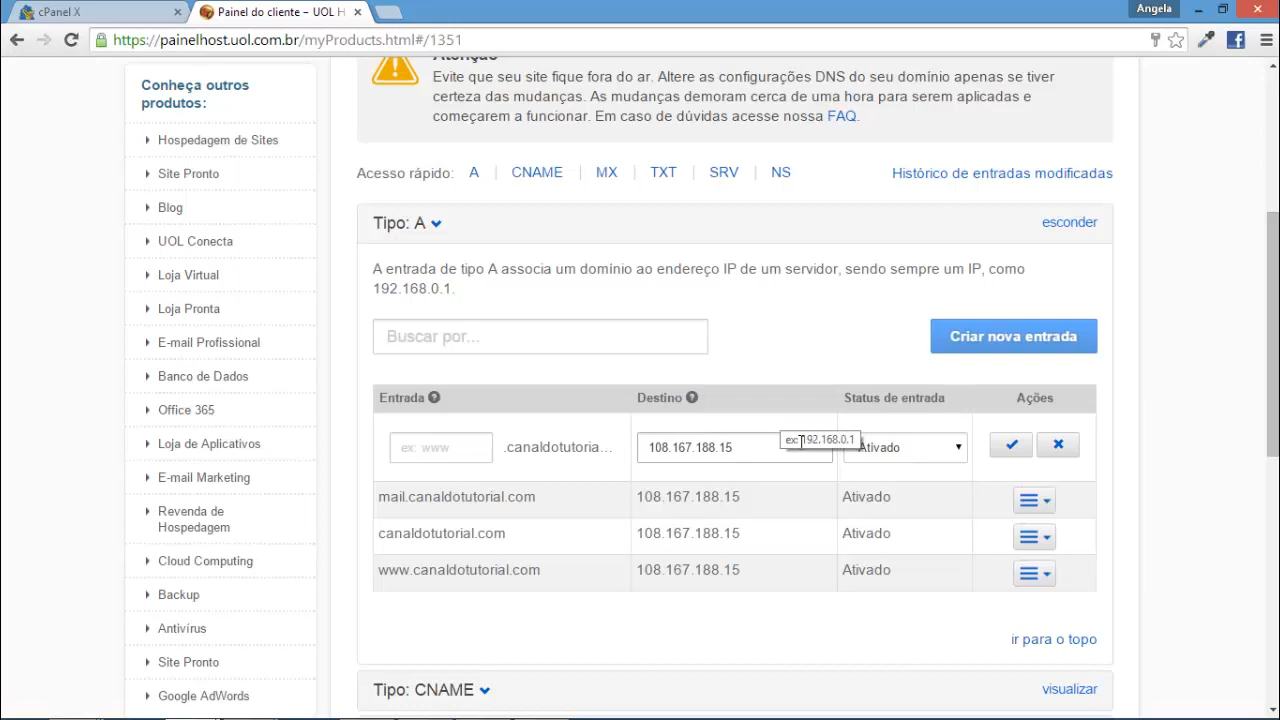 cPanel X
Painel do cliente – UOL H
Angela
https://painelhost.uol.com.br/myProducts.html#/1351
Conheça outros
produtos:
Hospedagem de Sites
Site Pronto
Blog
UOL Conecta
Loja Virtual
Loja Pronta
E-mail Profissional
Banco de Dados
Office 365
Loja de Aplicativos
E-mail Marketing
Revenda de
Hospedagem
Cloud Computing
Backup
Antivírus
Site Pronto
Google AdWords
Atenção
Evite que seu site fique fora do ar. Altere as configurações DNS do seu domínio apenas se tiver
certeza das mudanças. As mudanças demoram cerca de uma hora para serem aplicadas e
começarem a funcionar. Em caso de dúvidas acesse nossa FAQ.
Acesso rápido: A | CNAME | MX | TXT | SRV | NS Histórico de entradas modificadas
Tipo: A esconder
A entrada de tipo A associa um domínio ao endereço IP de um servidor, sendo sempre um IP, como
192.168.0.1.
Buscar por... Criar nova entrada
Entrada ? Destino ? Status de entrada Ações
ex: www .canaldotutoria... 108.167.188.15 ex: 192.168.0.1 Ativado
mail.canaldotutorial.com 108.167.188.15 Ativado
canaldotutorial.com 108.167.188.15 Ativado
www.canaldotutorial.com 108.167.188.15 Ativado
ir para o topo
Tipo: CNAME visualizar